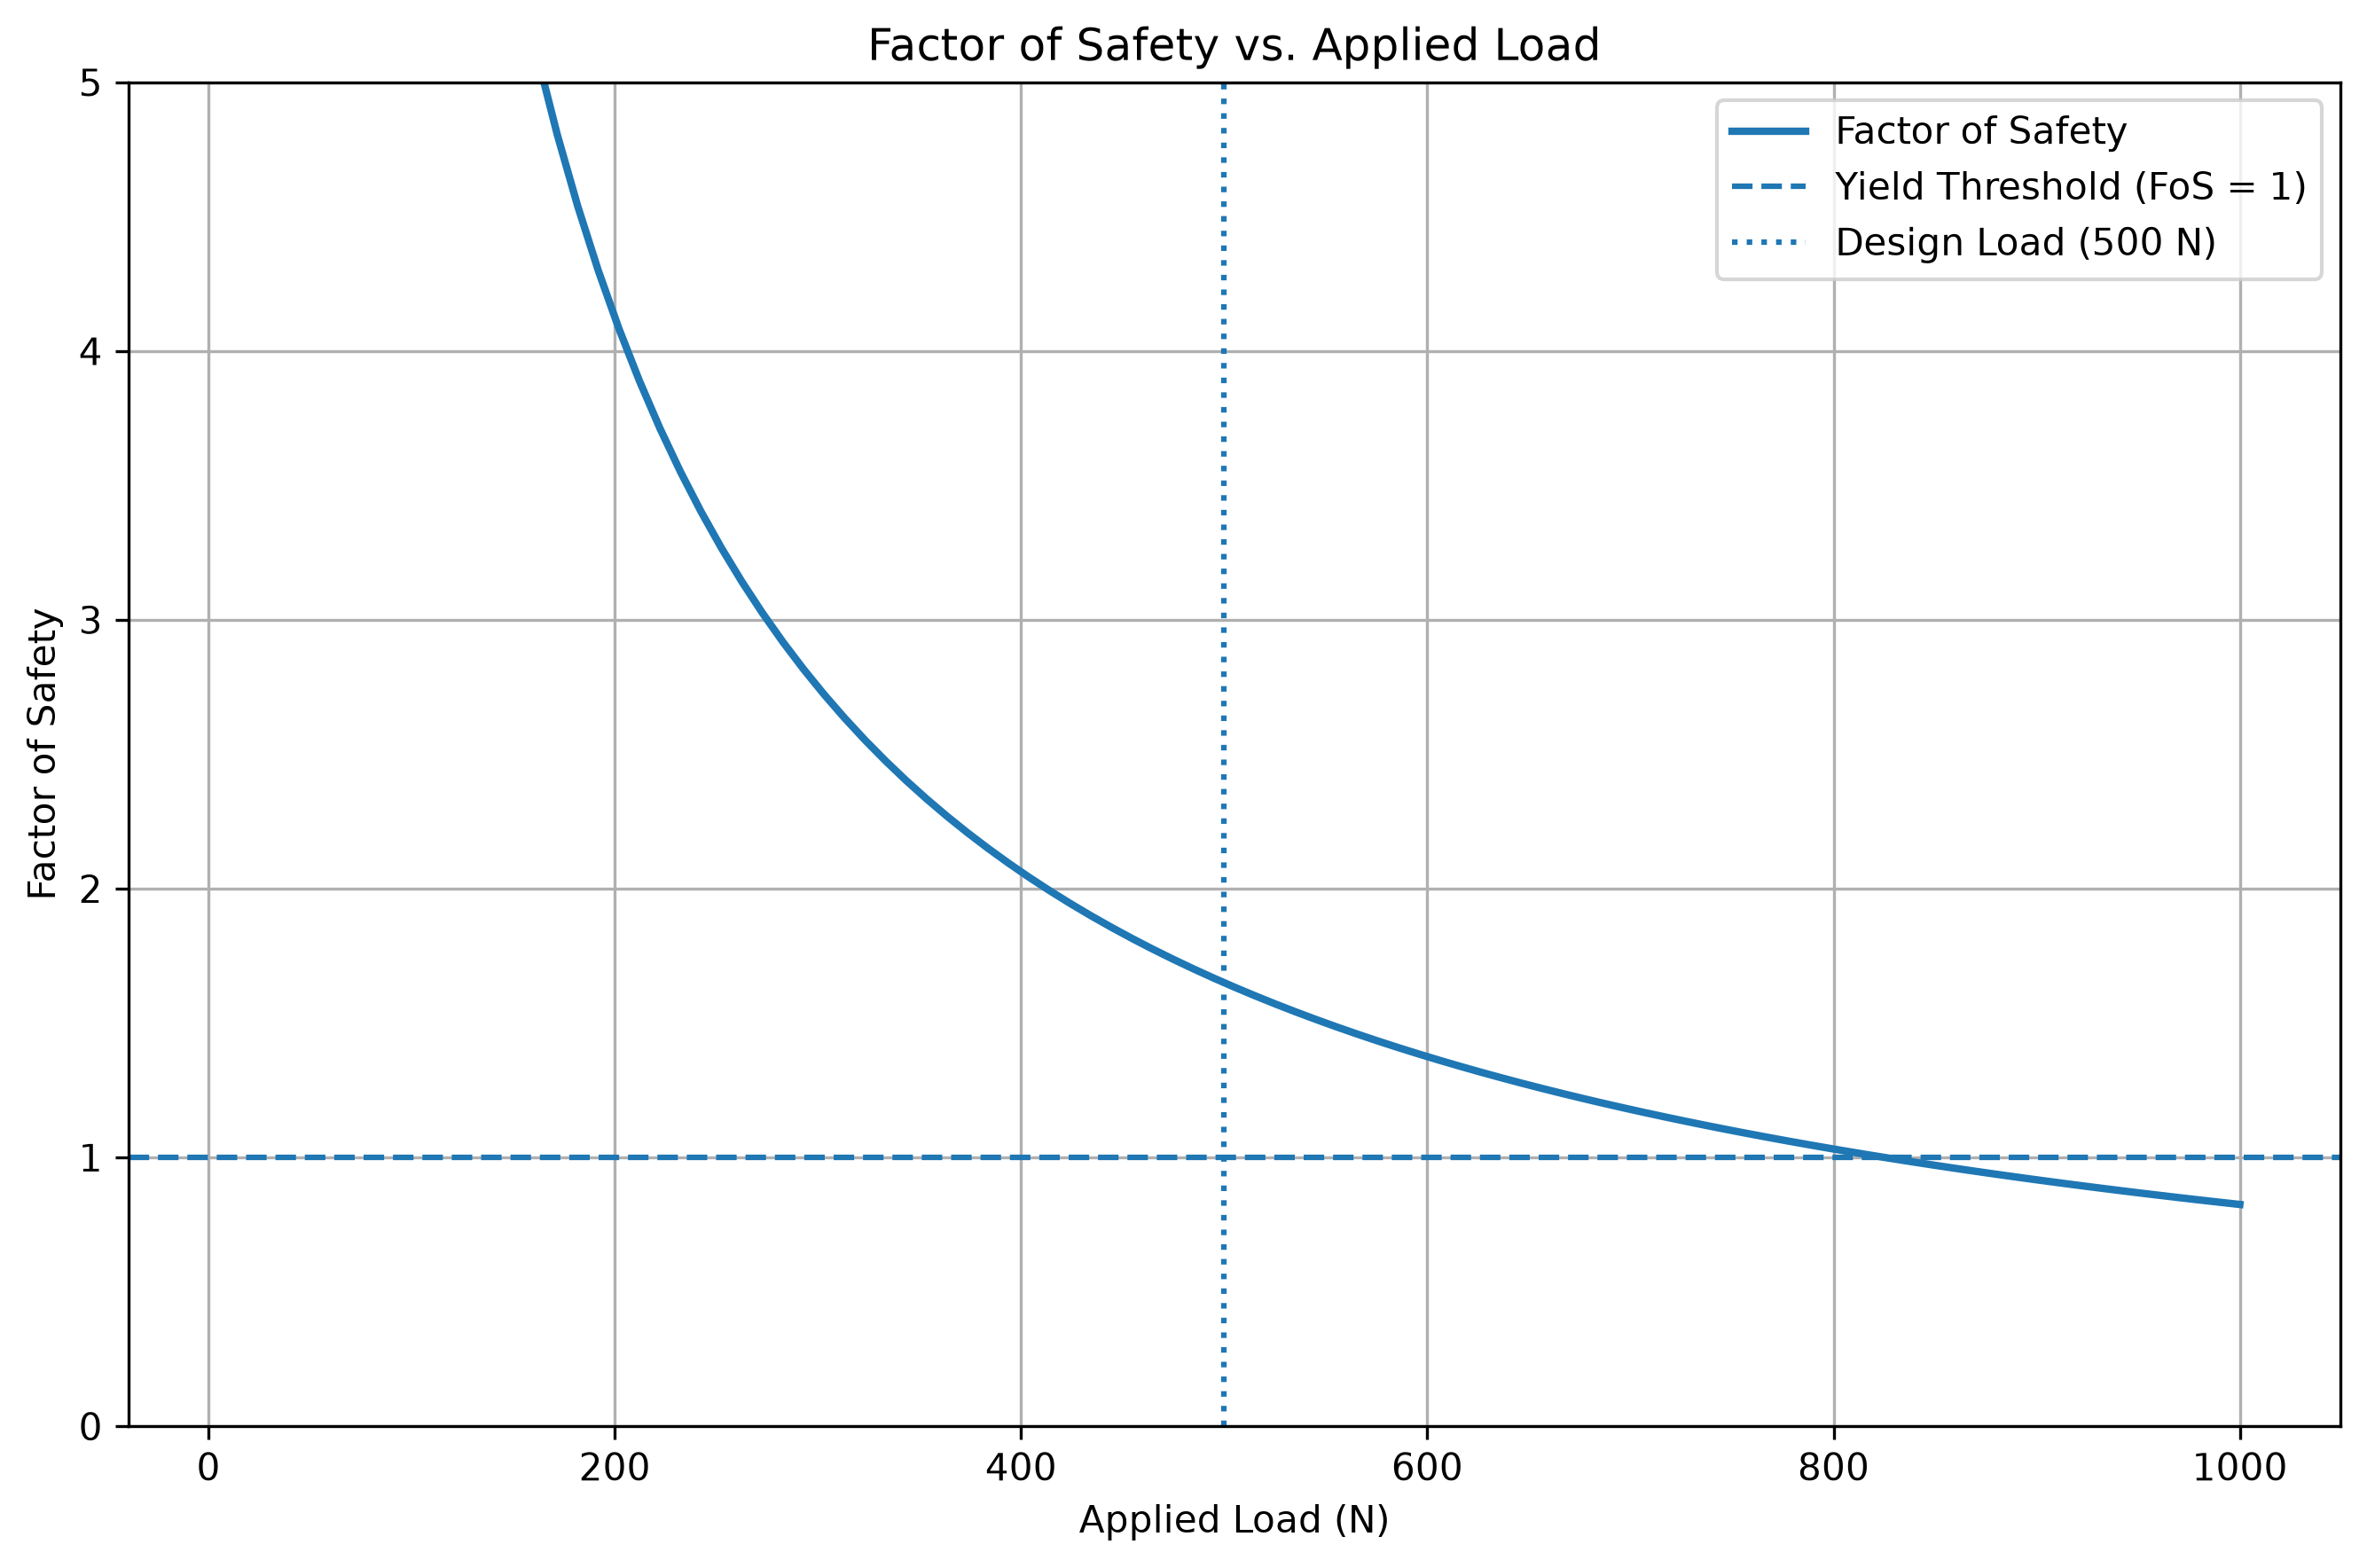 Factor of Safety vs. Applied Load
5
4
3
2
1
0
Factor of Safety
Factor of Safety
Yield Threshold (FoS = 1)
Design Load (500 N)
0 200 400 600 800 1000
Applied Load (N)